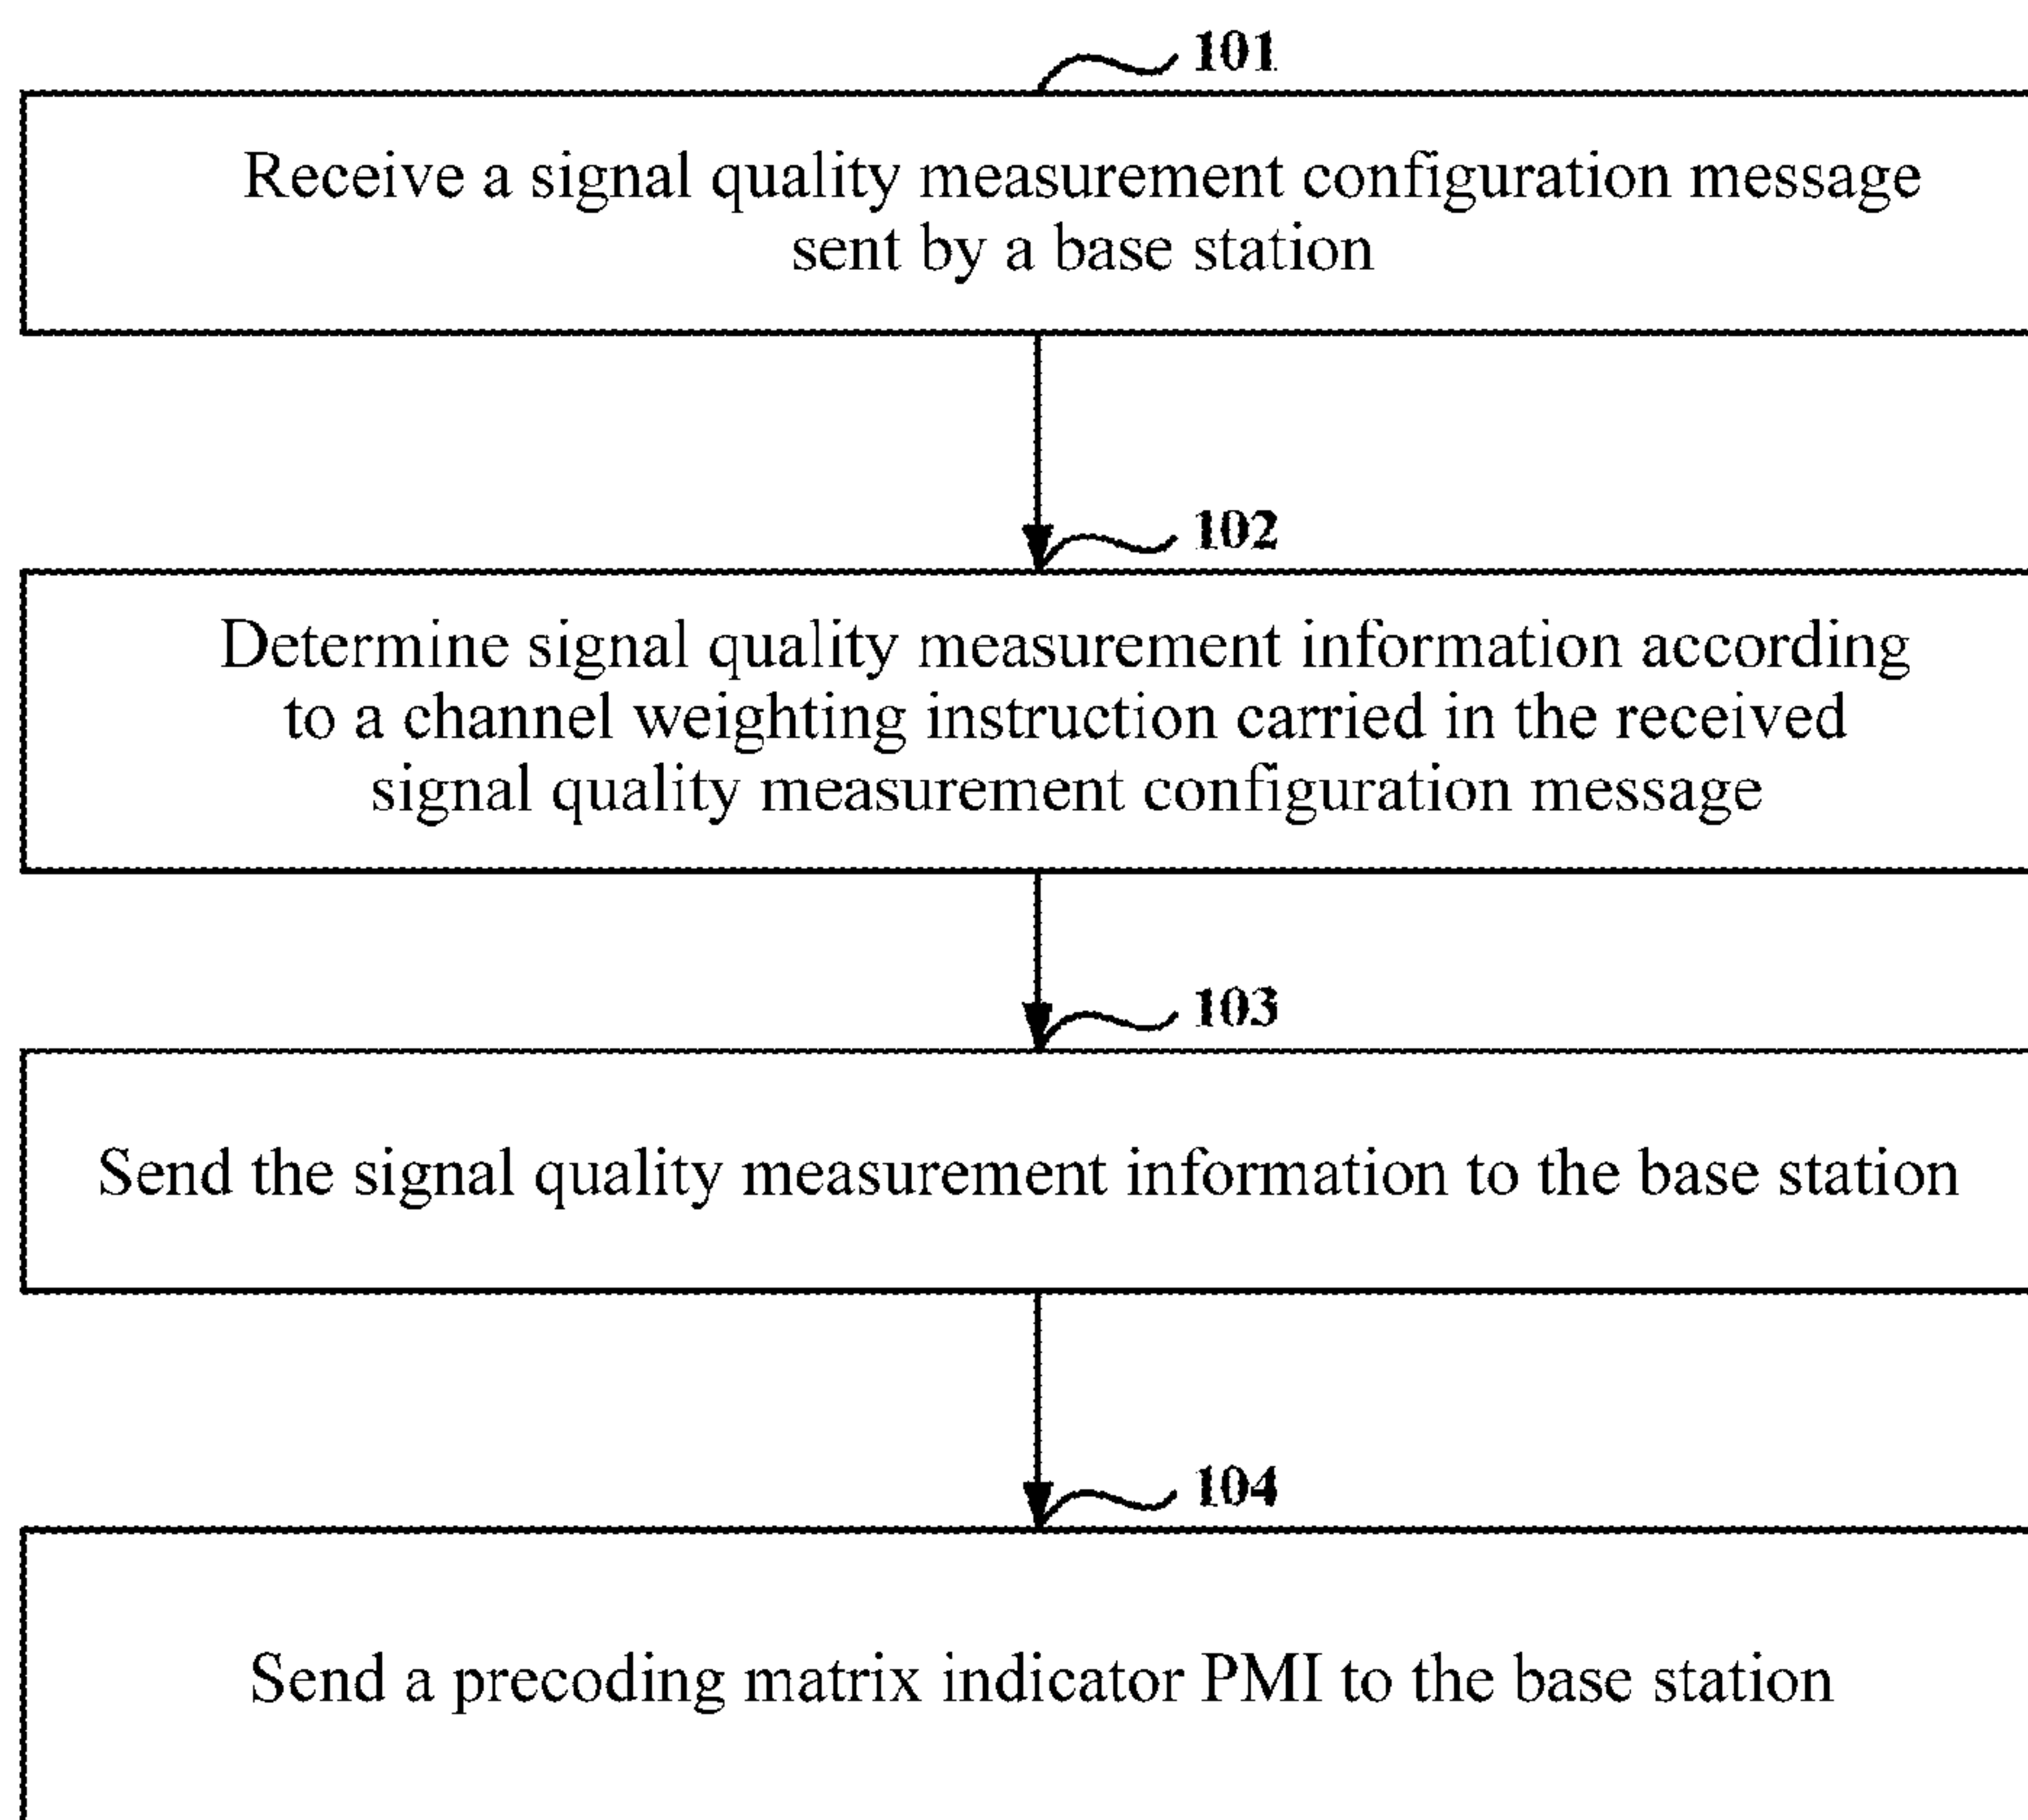 101
Receive a signal quality measurement configuration message
sent by a base station
102
Determine signal quality measurement information according
to a channel weighting instruction carried in the received
signal quality measurement configuration message
103
Send the signal quality measurement information to the base station
104
Send a precoding matrix indicator PMI to the base station